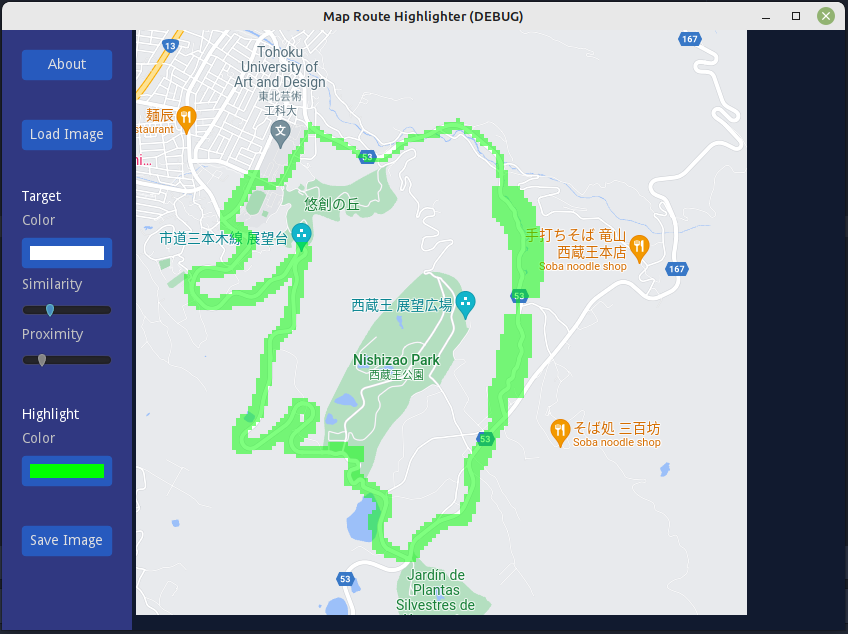 Map Route Highlighter (DEBUG)
About
Load Image
Target
Color
Similarity
Proximity
Highlight
Color
Save Image
13
167
Tohoku
University of
Art and Design
東北芸術
工科大
文
麺辰
staurant
ni...
53
悠創の丘
市道三本木線 展望台
手打ちそば 竜山
西蔵王本店
Soba noodle shop
167
53
西蔵王 展望広場
Nishizao Park
西蔵王公園
そば処 三百坊
Soba noodle shop
53
53
Jardín de
Plantas
Silvestres de